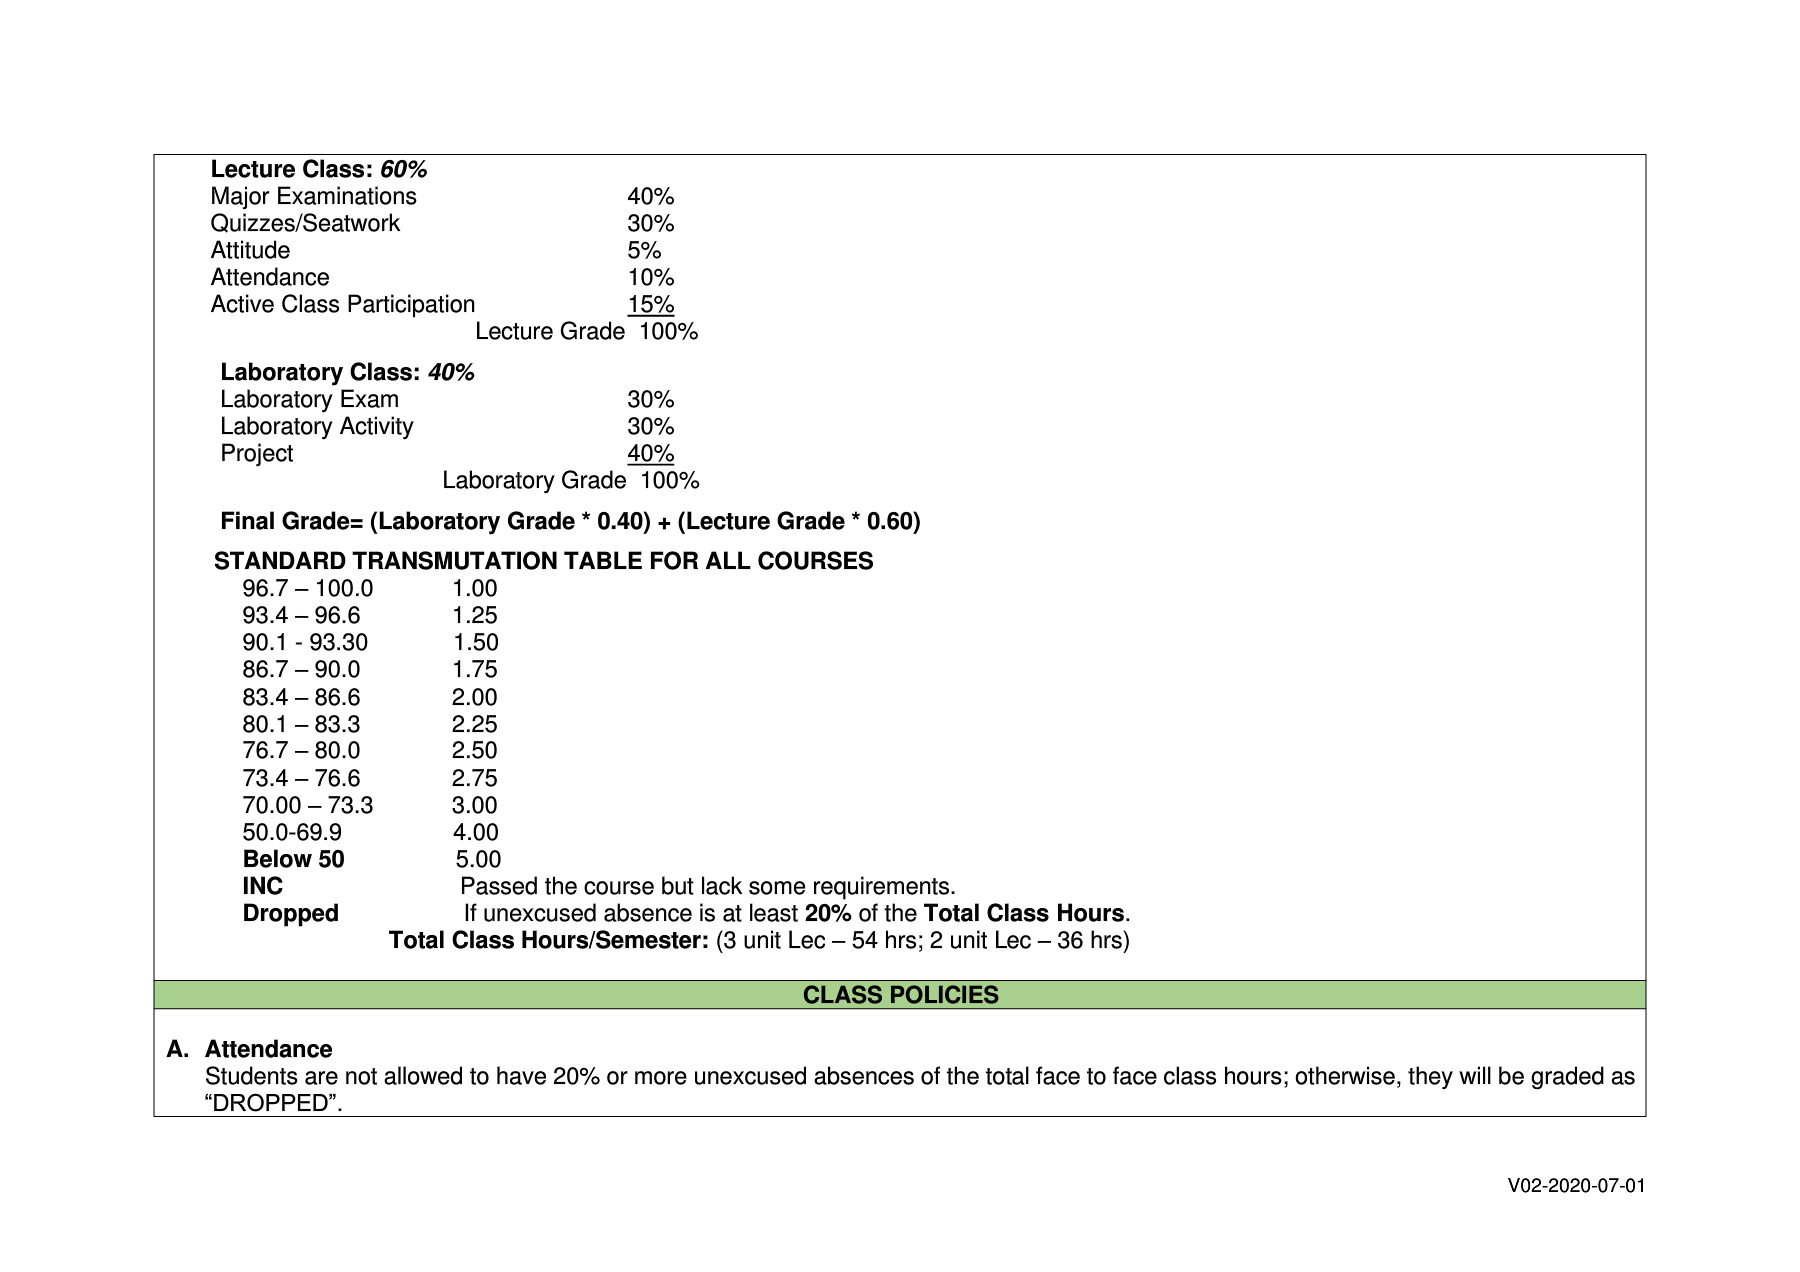 Lecture Class: 60%
Major Examinations 40%
Quizzes/Seatwork 30%
Attitude 5%
Attendance 10%
Active Class Participation 15%
Lecture Grade 100%
Laboratory Class: 40%
Laboratory Exam 30%
Laboratory Activity 30%
Project 40%
Laboratory Grade 100%
Final Grade= (Laboratory Grade * 0.40) + (Lecture Grade * 0.60)
STANDARD TRANSMUTATION TABLE FOR ALL COURSES
96.7 – 100.0 1.00
93.4 – 96.6 1.25
90.1 - 93.30 1.50
86.7 – 90.0 1.75
83.4 – 86.6 2.00
80.1 – 83.3 2.25
76.7 – 80.0 2.50
73.4 – 76.6 2.75
70.00 – 73.3 3.00
50.0-69.9 4.00
Below 50 5.00
INC Passed the course but lack some requirements.
Dropped If unexcused absence is at least 20% of the Total Class Hours.
Total Class Hours/Semester: (3 unit Lec – 54 hrs; 2 unit Lec – 36 hrs)
CLASS POLICIES
A. Attendance
Students are not allowed to have 20% or more unexcused absences of the total face to face class hours; otherwise, they will be graded as
“DROPPED”.
V02-2020-07-01